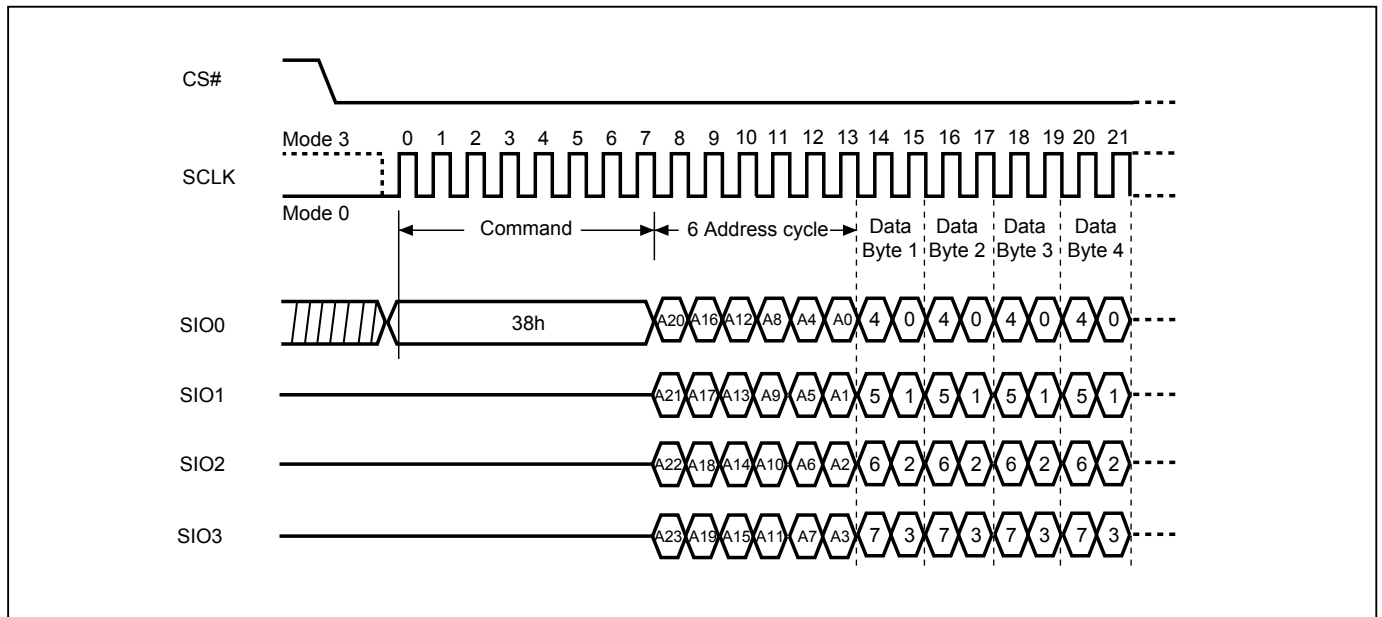 CS#
Mode 3
0 1 2 3 4 5 6 7 8 9 10 11 12 13 14 15 16 17 18 19 20 21
SCLK
Mode 0
Command
6 Address cycle
Data Byte 1
Data Byte 2
Data Byte 3
Data Byte 4
SIO0
38h
A20 A16 A12 A8 A4 A0 4 0 4 0 4 0 4 0
SIO1
A21 A17 A13 A9 A5 A1 5 1 5 1 5 1 5 1
SIO2
A22 A18 A14 A10 A6 A2 6 2 6 2 6 2 6 2
SIO3
A23 A19 A15 A11 A7 A3 7 3 7 3 7 3 7 3